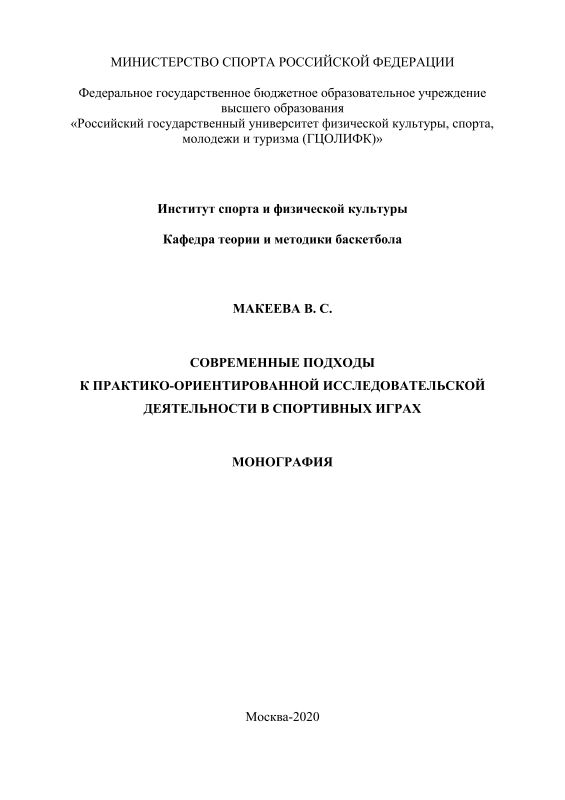 МИНИСТЕРСТВО СПОРТА РОССИЙСКОЙ ФЕДЕРАЦИИ
Федеральное государственное бюджетное образовательное учреждение
высшего образования
«Российский государственный университет физической культуры, спорта,
молодежи и туризма (ГЦОЛИФК)»
Институт спорта и физической культуры
Кафедра теории и методики баскетбола
МАКЕЕВА В. С.
СОВРЕМЕННЫЕ ПОДХОДЫ
К ПРАКТИКО-ОРИЕНТИРОВАННОЙ ИССЛЕДОВАТЕЛЬСКОЙ
ДЕЯТЕЛЬНОСТИ В СПОРТИВНЫХ ИГРАХ
МОНОГРАФИЯ
Москва-2020